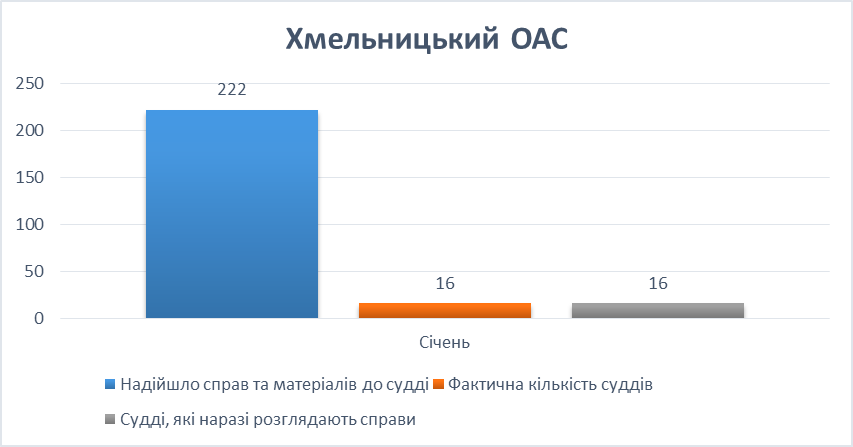 Хмельницький ОАС
250
222
200
150
100
50
16
16
0
Січень
Надійшло справ та матеріалів до судді
Фактична кількість суддів
Судді, які наразі розглядають справи